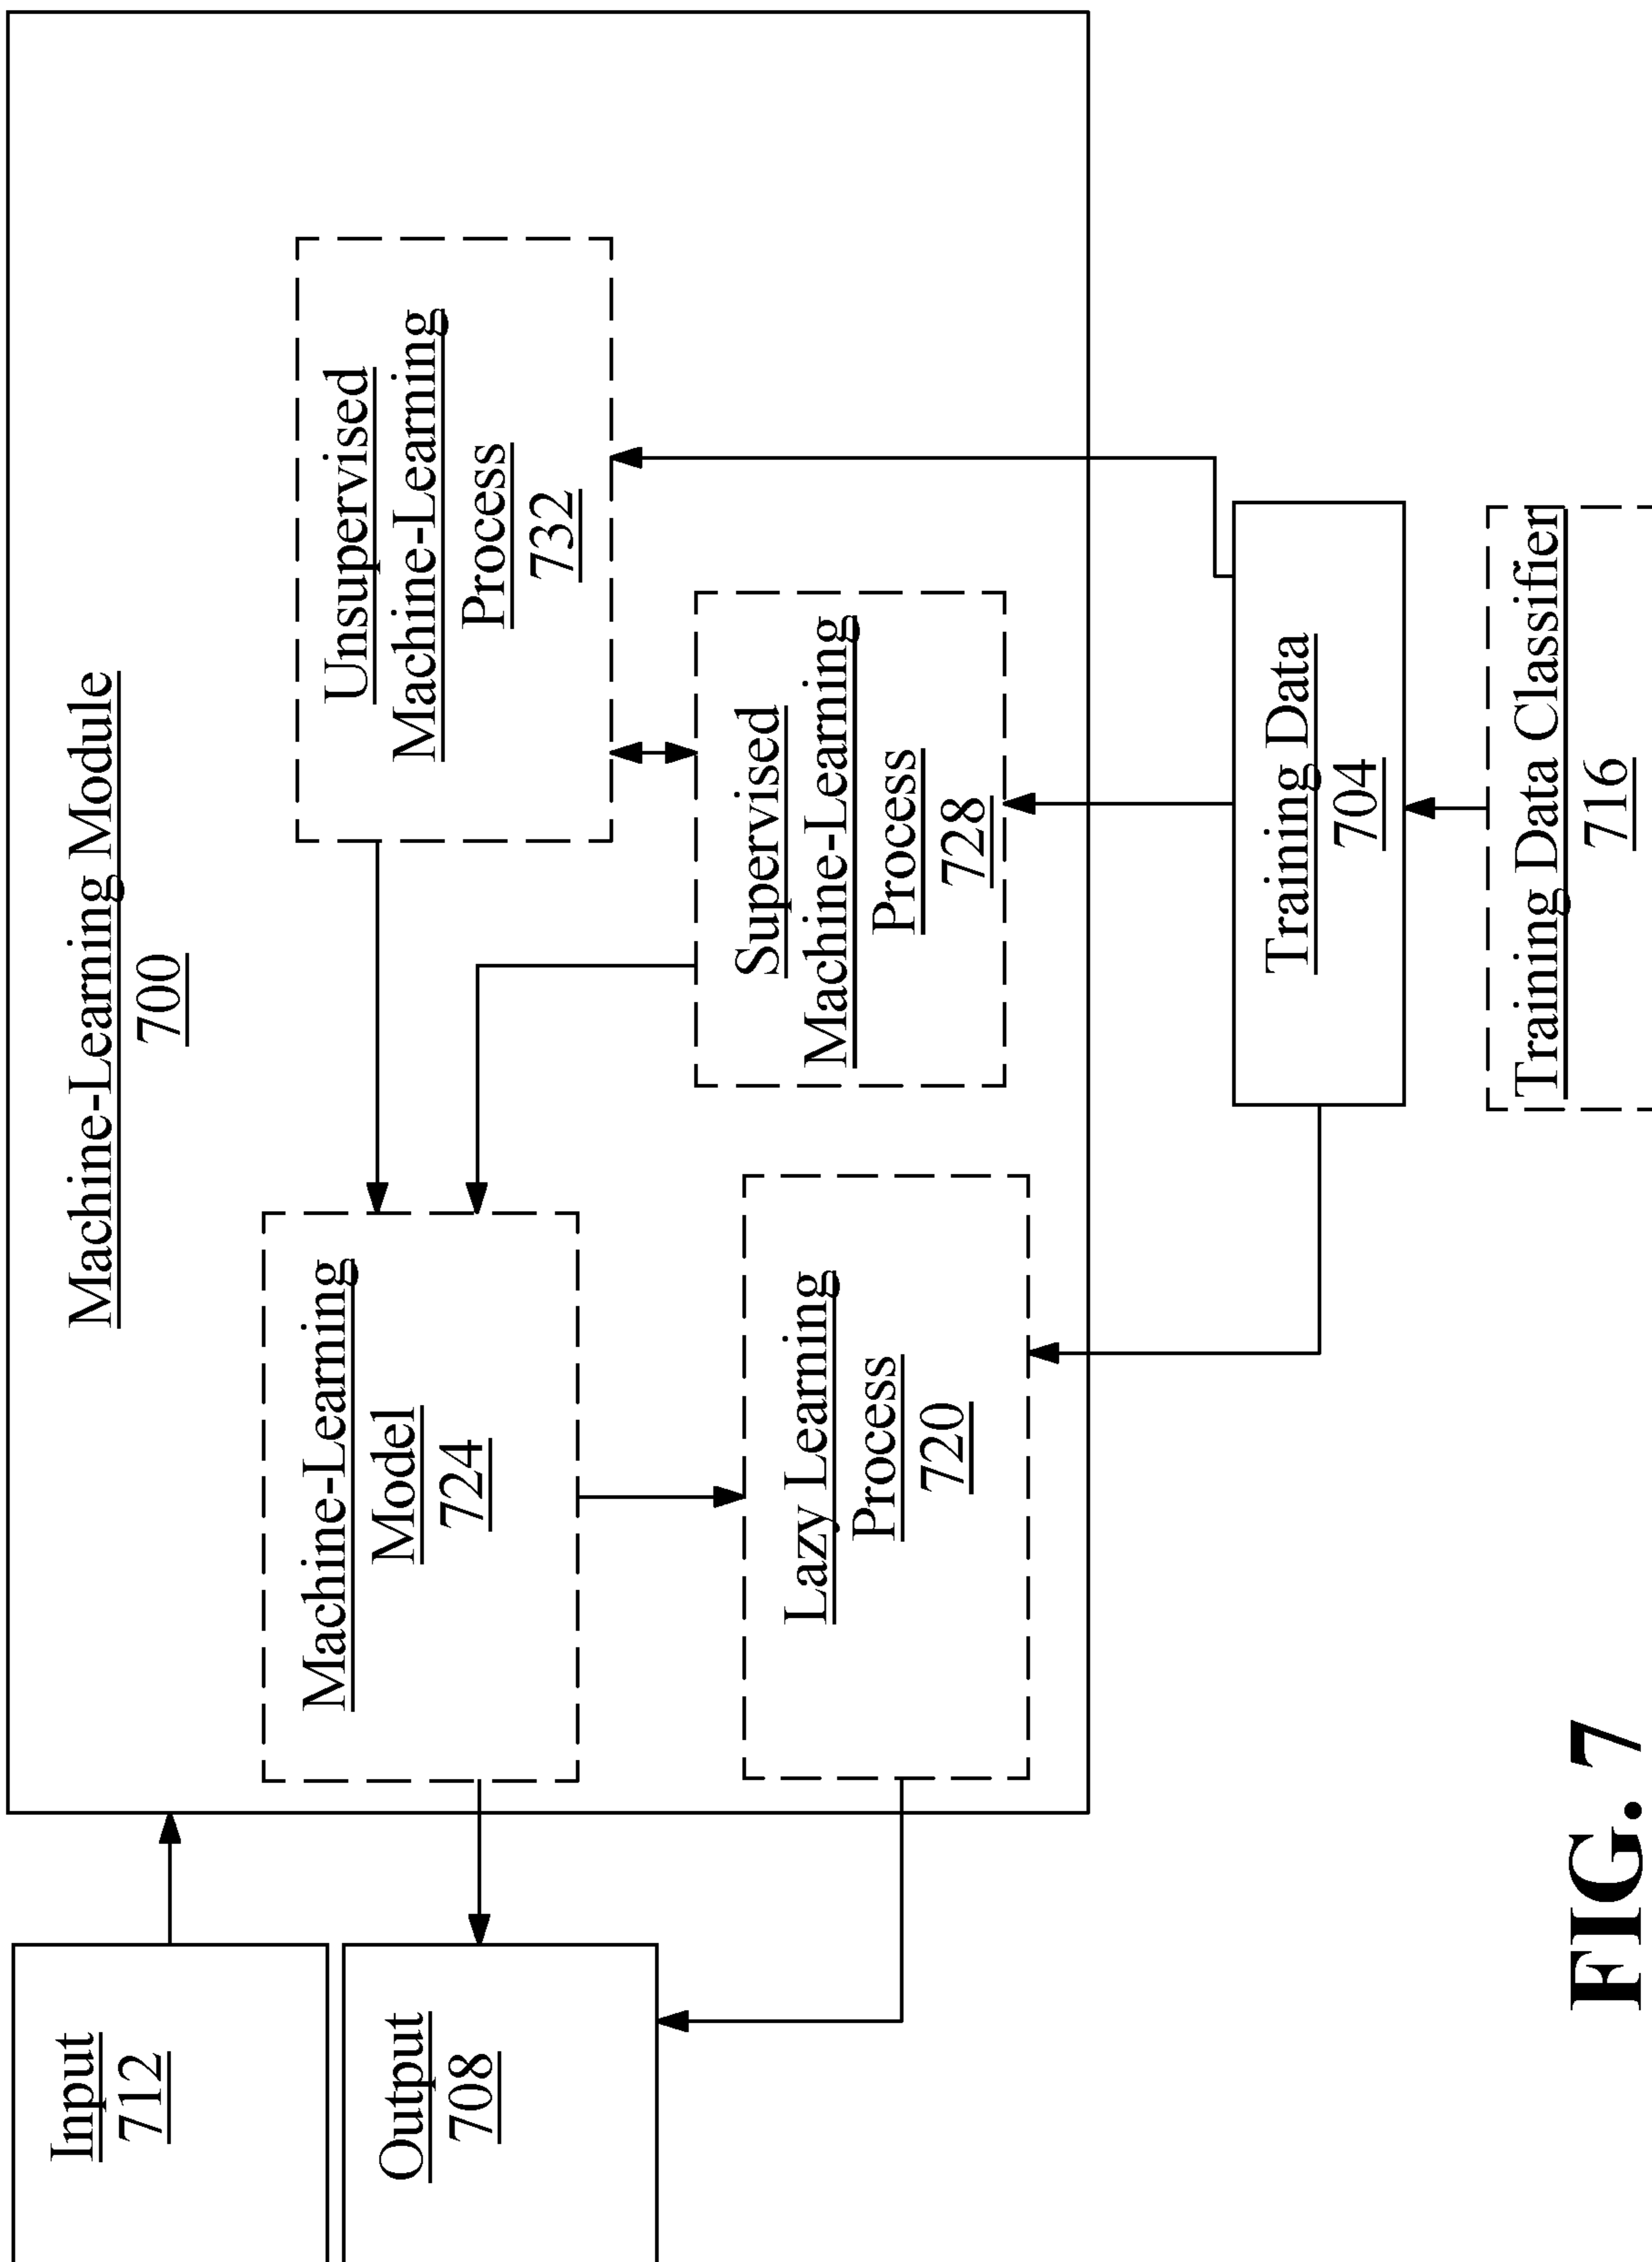 Machine-Learning Module
700
Input
712
Output
708
Machine-Learning
Model
724
Unsupervised
Machine-Learning
Process
732
Lazy Learning
Process
720
Supervised
Machine-Learning
Process
728
Training Data
704
Training Data Classifier
716
FIG. 7